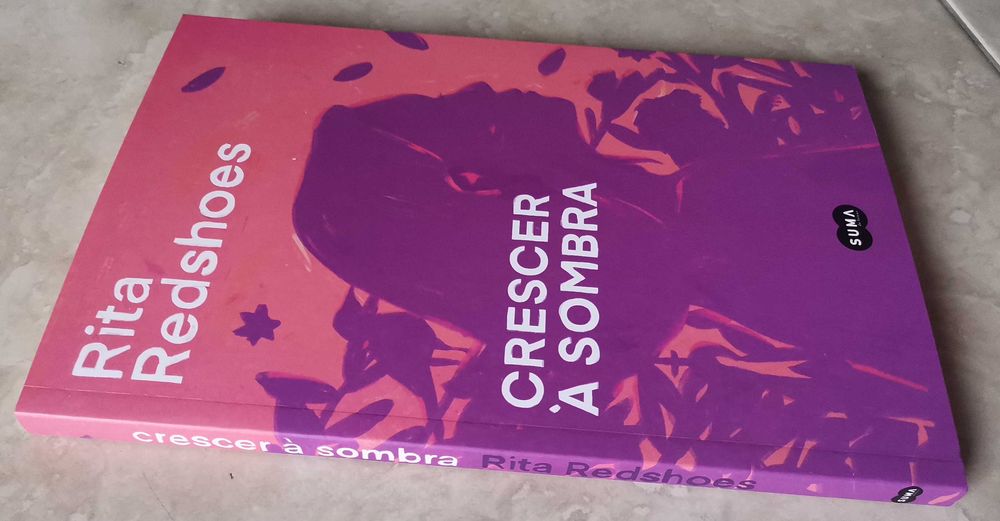 Rita
Redshoes
CRESCER
À SOMBRA
SUMA
crescer à sombra Rita Redshoes
SUMA